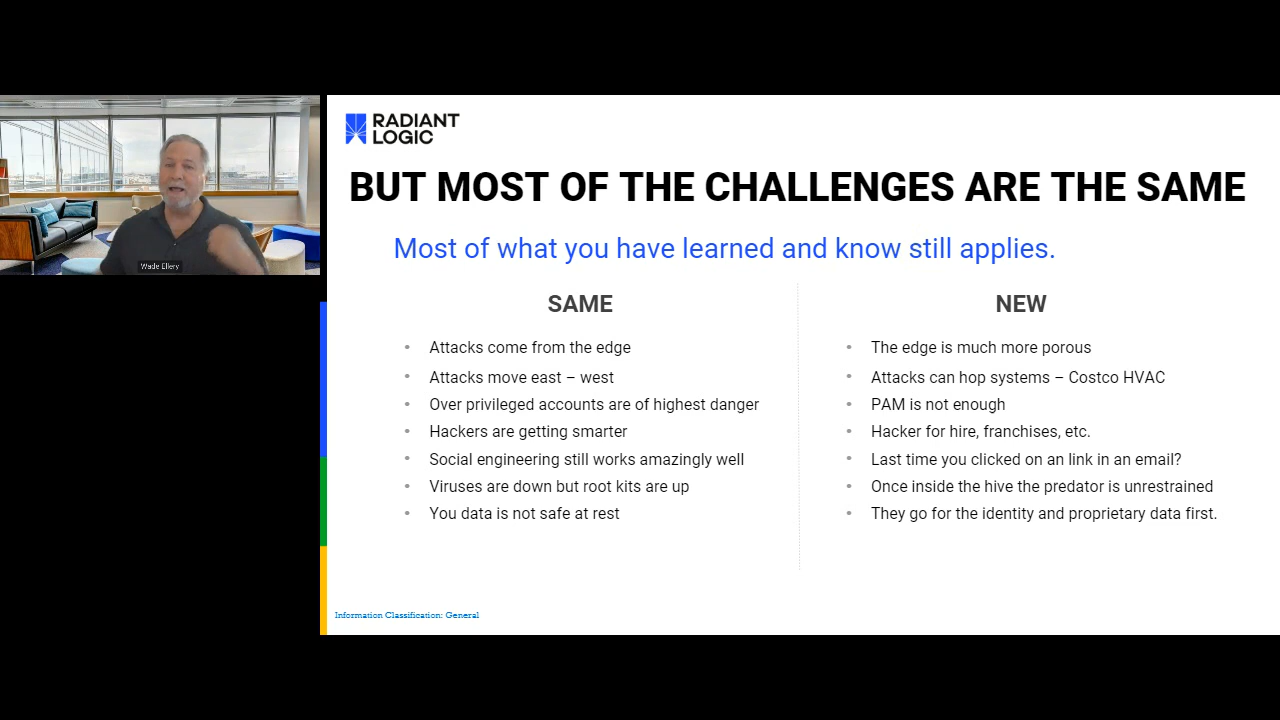 RADIANT
LOGIC
BUT MOST OF THE CHALLENGES ARE THE SAME
Most of what you have learned and know still applies.
SAME
Attacks come from the edge
Attacks move east – west
Over privileged accounts are of highest danger
Hackers are getting smarter
Social engineering still works amazingly well
Viruses are down but root kits are up
You data is not safe at rest
NEW
The edge is much more porous
Attacks can hop systems – Costco HVAC
PAM is not enough
Hacker for hire, franchises, etc.
Last time you clicked on an link in an email?
Once inside the hive the predator is unrestrained
They go for the identity and proprietary data first.
Wade Ellery
Information Classification: General